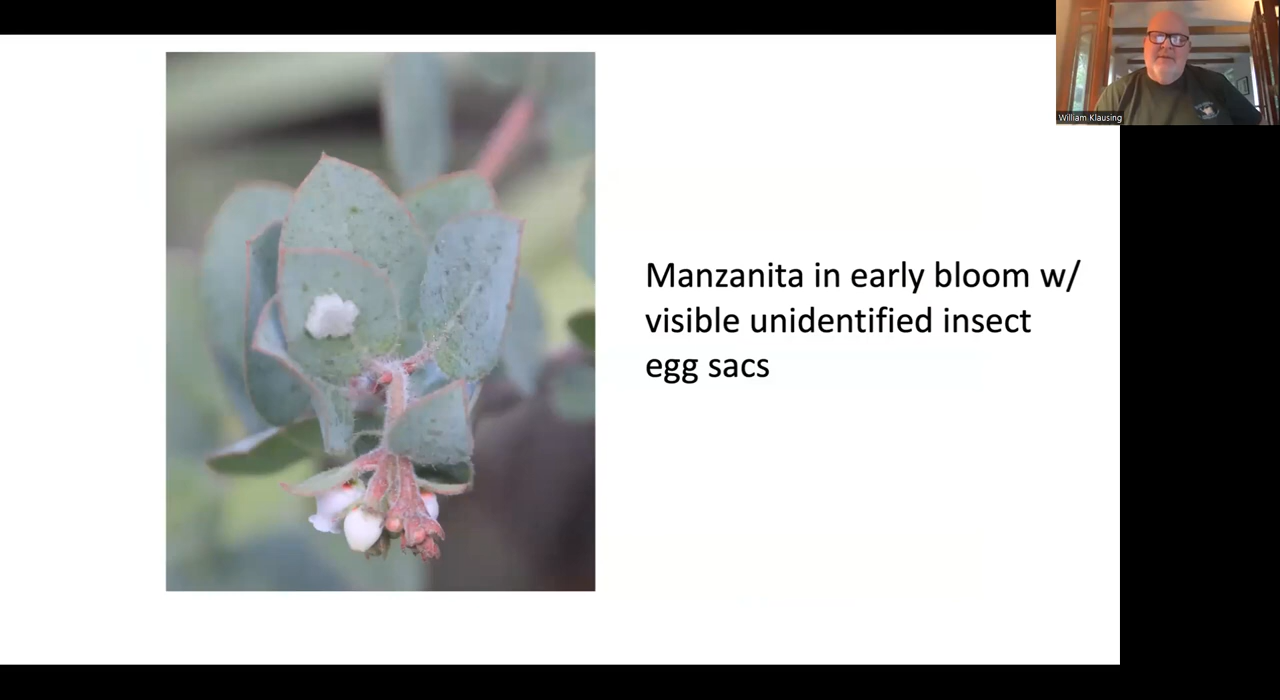 William Klausing
Manzanita in early bloom w/
visible unidentified insect
egg sacs